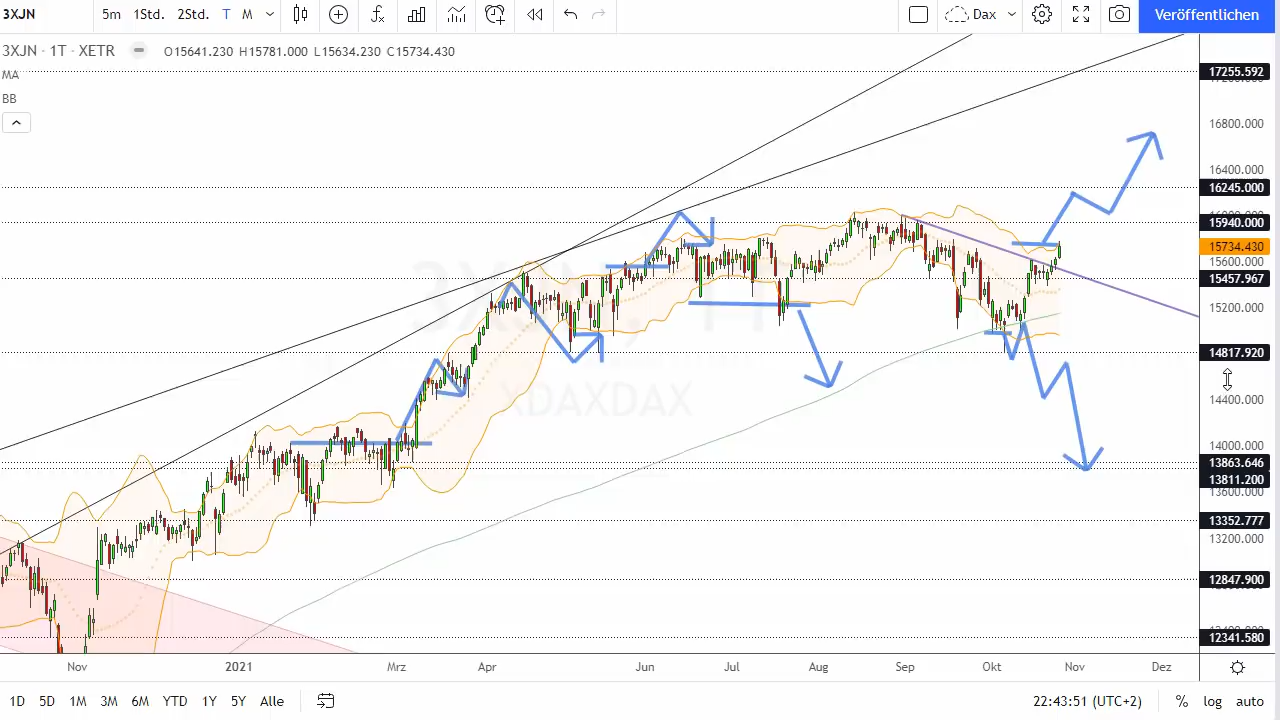 3XJN 5m 1Std. 2Std. T M Dax Veröffentlichen
3XJN · 1T · XETR O15641.230 H15781.000 L15634.230 C15734.430
MA
BB
17255.592
16800.000
16400.000
16245.000
15940.000
15734.430
15600.000
15457.967
15200.000
14817.920
14400.000
14000.000
13863.646
13811.200
13600.000
13352.777
13200.000
12847.900
12341.580
XDAXDAX
Nov 2021 Mrz Apr Jun Jul Aug Sep Okt Nov Dez
1D 5D 1M 3M 6M YTD 1Y 5Y Alle 22:43:51 (UTC+2) % log auto